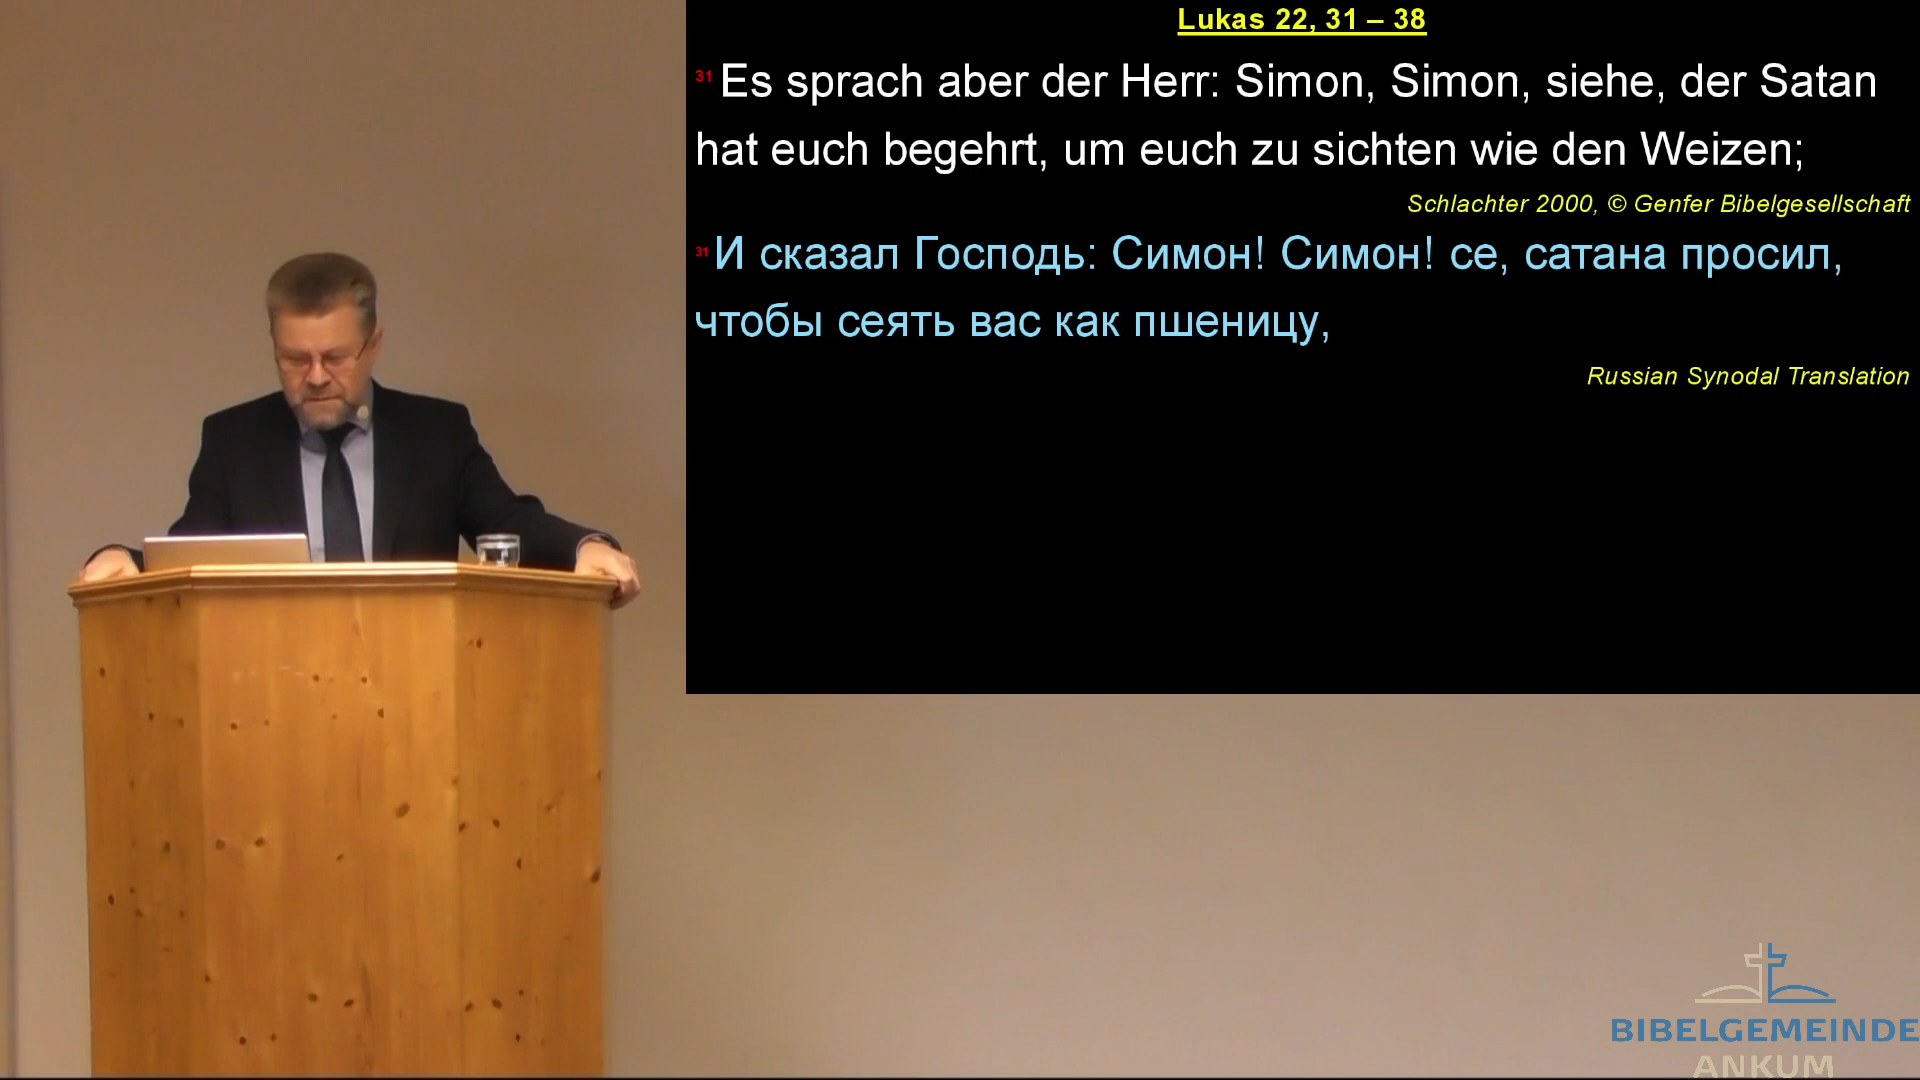 Lukas 22, 31 – 38
31 Es sprach aber der Herr: Simon, Simon, siehe, der Satan
hat euch begehrt, um euch zu sichten wie den Weizen;
Schlachter 2000, © Genfer Bibelgesellschaft
31 И сказал Господь: Симон! Симон! се, сатана просил,
чтобы сеять вас как пшеницу,
Russian Synodal Translation
BIBELGEMEINDE
ANKUM